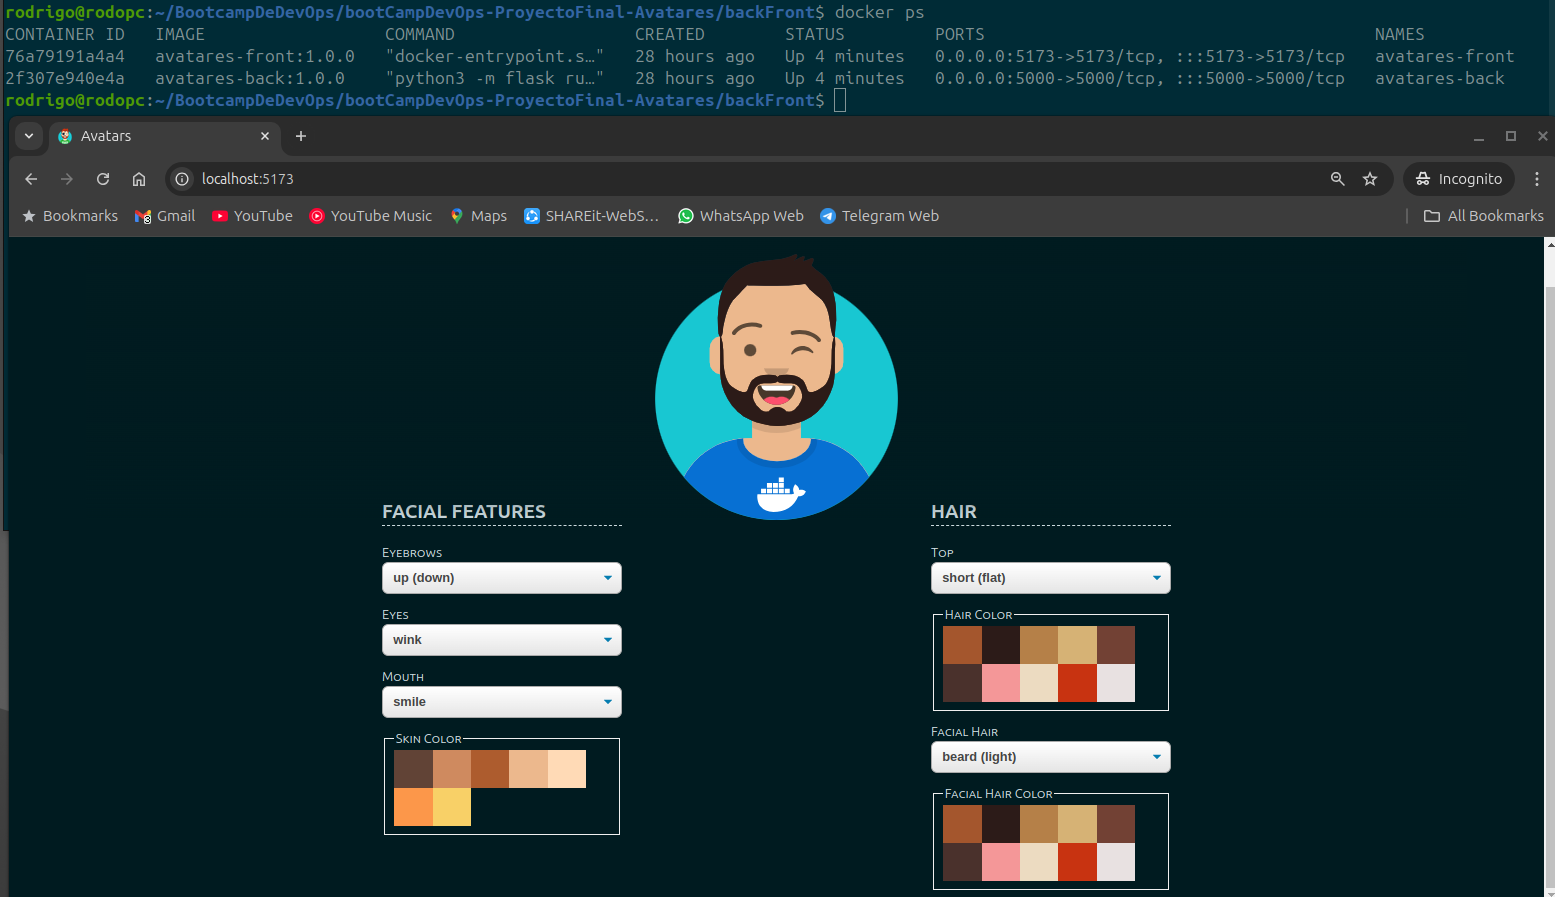 rodrigo@rodopc:~/BootcampDeDevOps/bootCampDevOps-ProyectoFinal-Avatares/backFront$ docker ps
CONTAINER ID   IMAGE                  COMMAND                  CREATED        STATUS         PORTS                                       NAMES
76a79191a4a4   avatares-front:1.0.0   "docker-entrypoint.s…"   28 hours ago   Up 4 minutes   0.0.0.0:5173->5173/tcp, :::5173->5173/tcp   avatares-front
2f307e940e4a   avatares-back:1.0.0    "python3 -m flask ru…"   28 hours ago   Up 4 minutes   0.0.0.0:5000->5000/tcp, :::5000->5000/tcp   avatares-back
rodrigo@rodopc:~/BootcampDeDevOps/bootCampDevOps-ProyectoFinal-Avatares/backFront$
Avatars
localhost:5173
Incognito
Bookmarks Gmail YouTube YouTube Music Maps SHAREit-WebS… WhatsApp Web Telegram Web All Bookmarks
FACIAL FEATURES
Eyebrows
up (down)
Eyes
wink
Mouth
smile
Skin Color
HAIR
Top
short (flat)
Hair Color
Facial Hair
beard (light)
Facial Hair Color